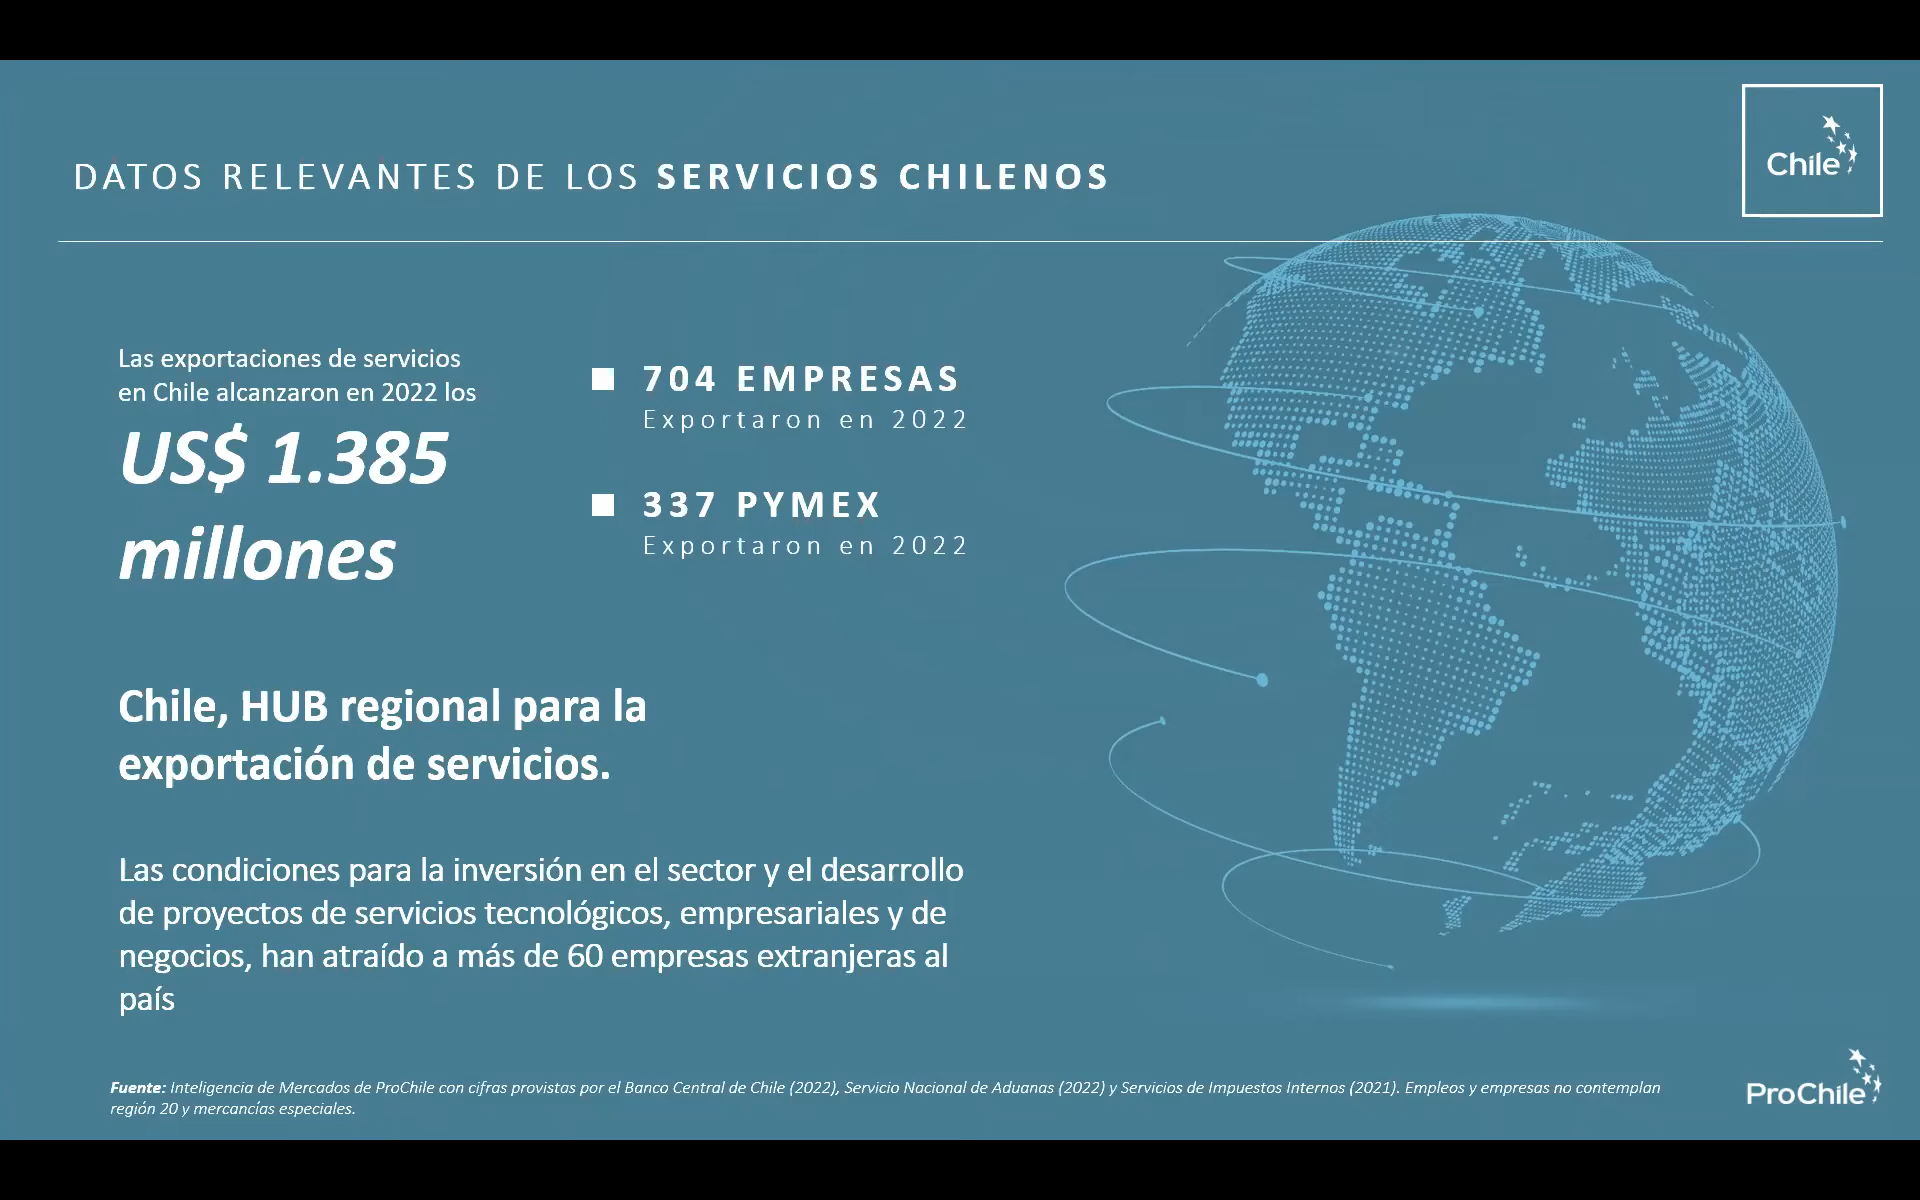 DATOS RELEVANTES DE LOS SERVICIOS CHILENOS
Chile
Las exportaciones de servicios
en Chile alcanzaron en 2022 los
US$ 1.385
millones
704 EMPRESAS
Exportaron en 2022
337 PYMEX
Exportaron en 2022
Chile, HUB regional para la
exportación de servicios.
Las condiciones para la inversión en el sector y el desarrollo
de proyectos de servicios tecnológicos, empresariales y de
negocios, han atraído a más de 60 empresas extranjeras al
país
Fuente: Inteligencia de Mercados de ProChile con cifras provistas por el Banco Central de Chile (2022), Servicio Nacional de Aduanas (2022) y Servicios de Impuestos Internos (2021). Empleos y empresas no contemplan
región 20 y mercancías especiales.
ProChile